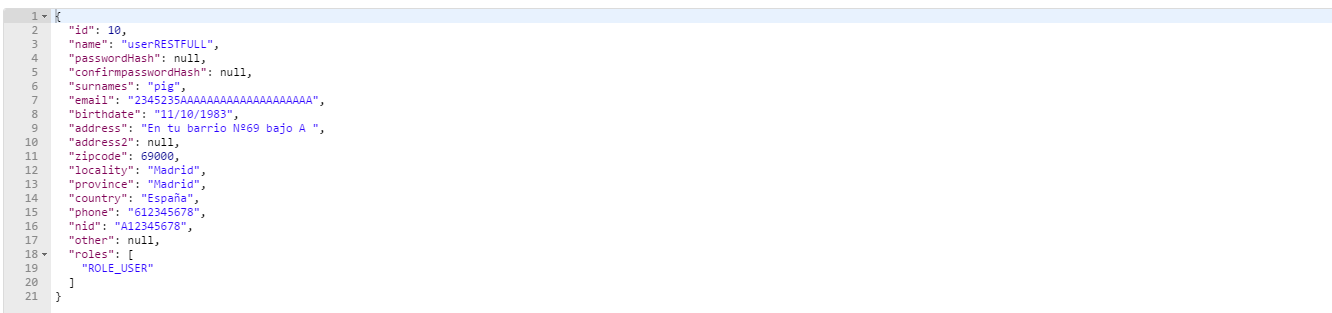 1 {
2 "id": 10,
3 "name": "userRESTFULL",
4 "passwordHash": null,
5 "confirmpasswordHash": null,
6 "surnames": "pig",
7 "email": "2345235AAAAAAAAAAAAAAAAAAAA",
8 "birthdate": "11/10/1983",
9 "address": "En tu barrio Nº69 bajo A ",
10 "address2": null,
11 "zipcode": 69000,
12 "locality": "Madrid",
13 "province": "Madrid",
14 "country": "España",
15 "phone": "612345678",
16 "nid": "A12345678",
17 "other": null,
18 "roles": [
19 "ROLE_USER"
20 ]
21 }